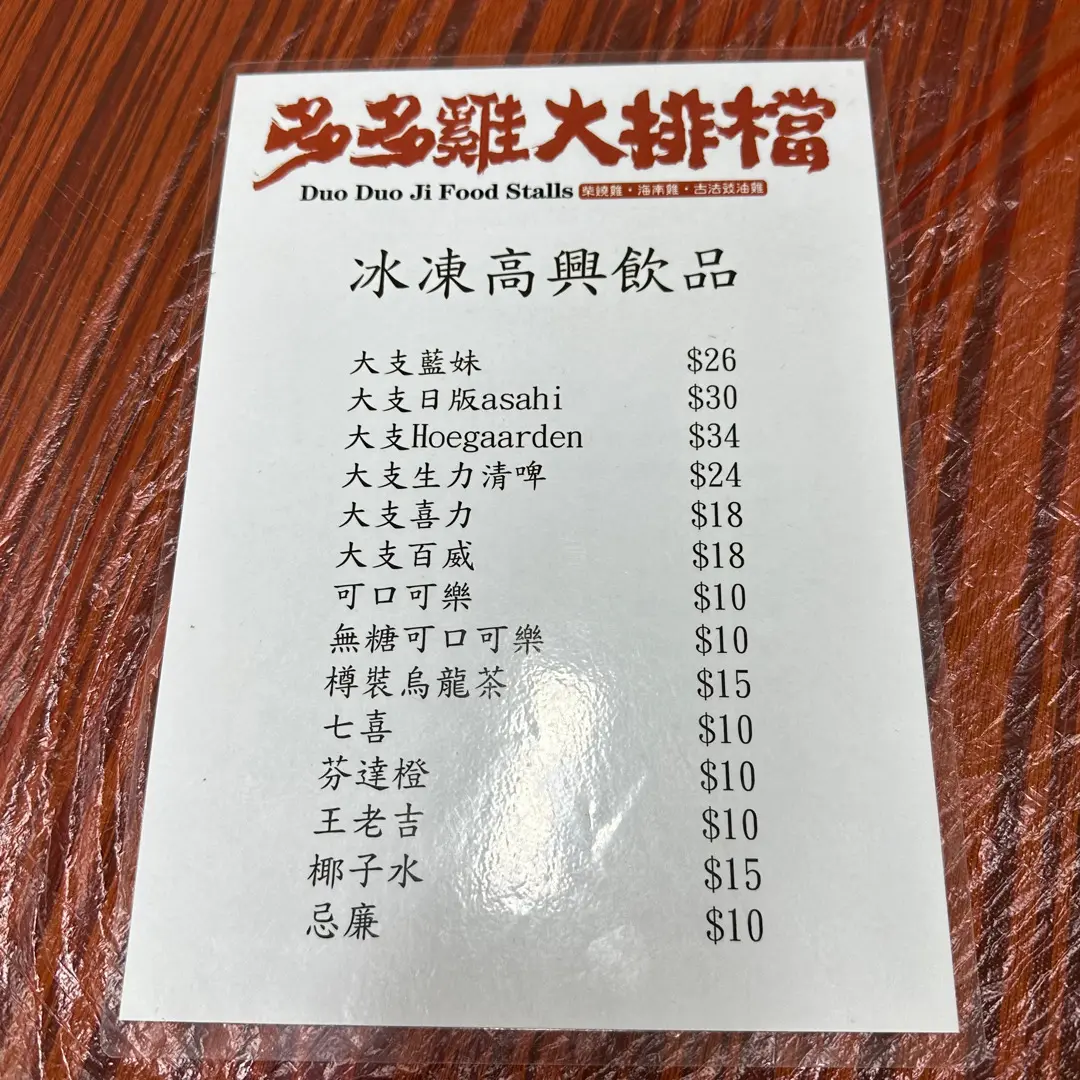 多多雞大排檔
Duo Duo Ji Food Stalls 柴燒雞・海南雞・古法豉油雞
冰凍高興飲品
大支藍妹 $26
大支日版asahi $30
大支Hoegaarden $34
大支生力清啤 $24
大支喜力 $18
大支百威 $18
可口可樂 $10
無糖可口可樂 $10
樽裝烏龍茶 $15
七喜 $10
芬達橙 $10
王老吉 $10
椰子水 $15
忌廉 $10